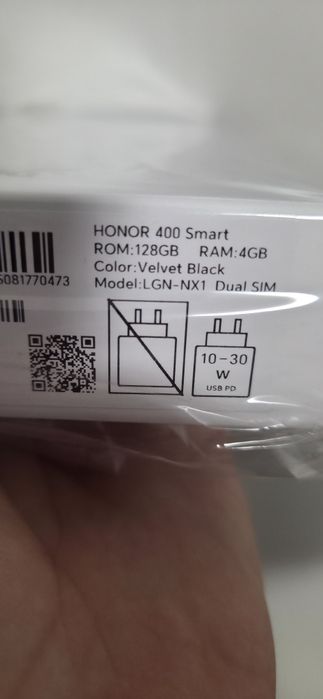 HONOR 400 Smart
ROM:128GB RAM:4GB
Color:Velvet Black
Model:LGN-NX1 Dual SIM
081770473
10-30
W
USB PD